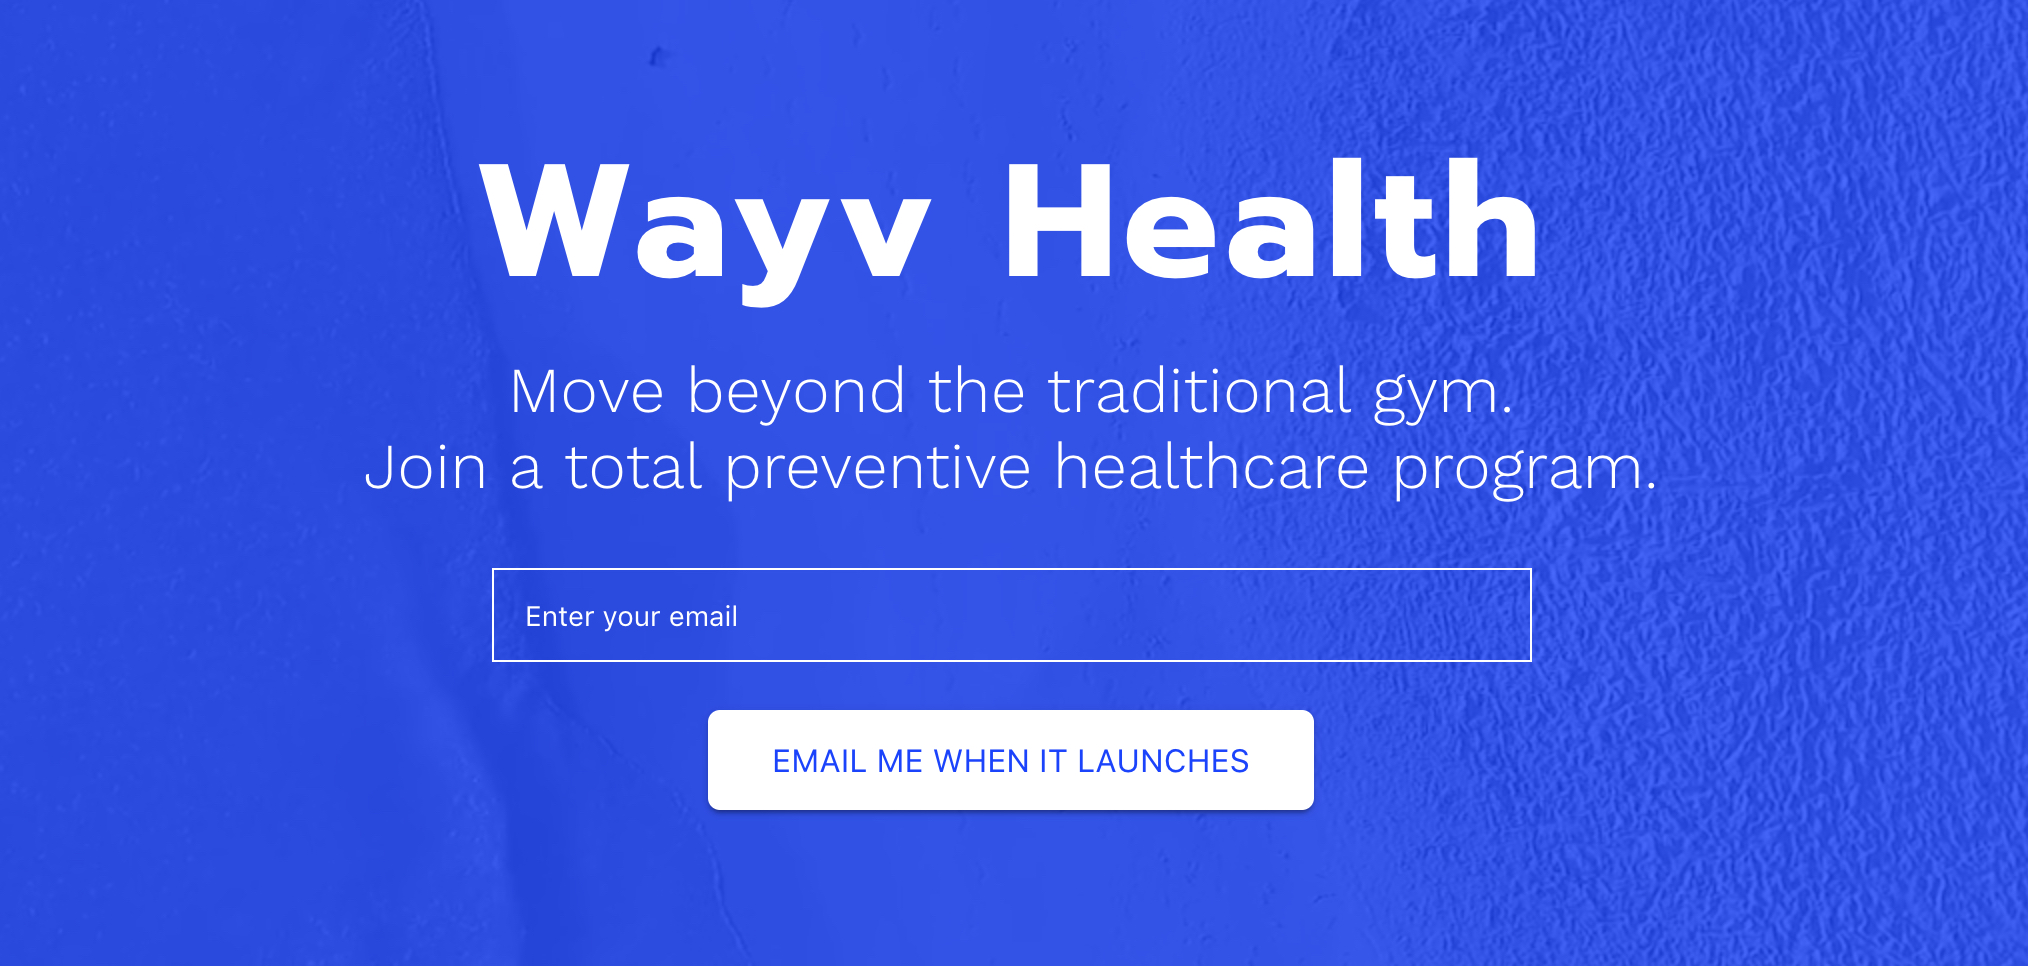 Wayv Health
Move beyond the traditional gym.
Join a total preventive healthcare program.
Enter your email
EMAIL ME WHEN IT LAUNCHES